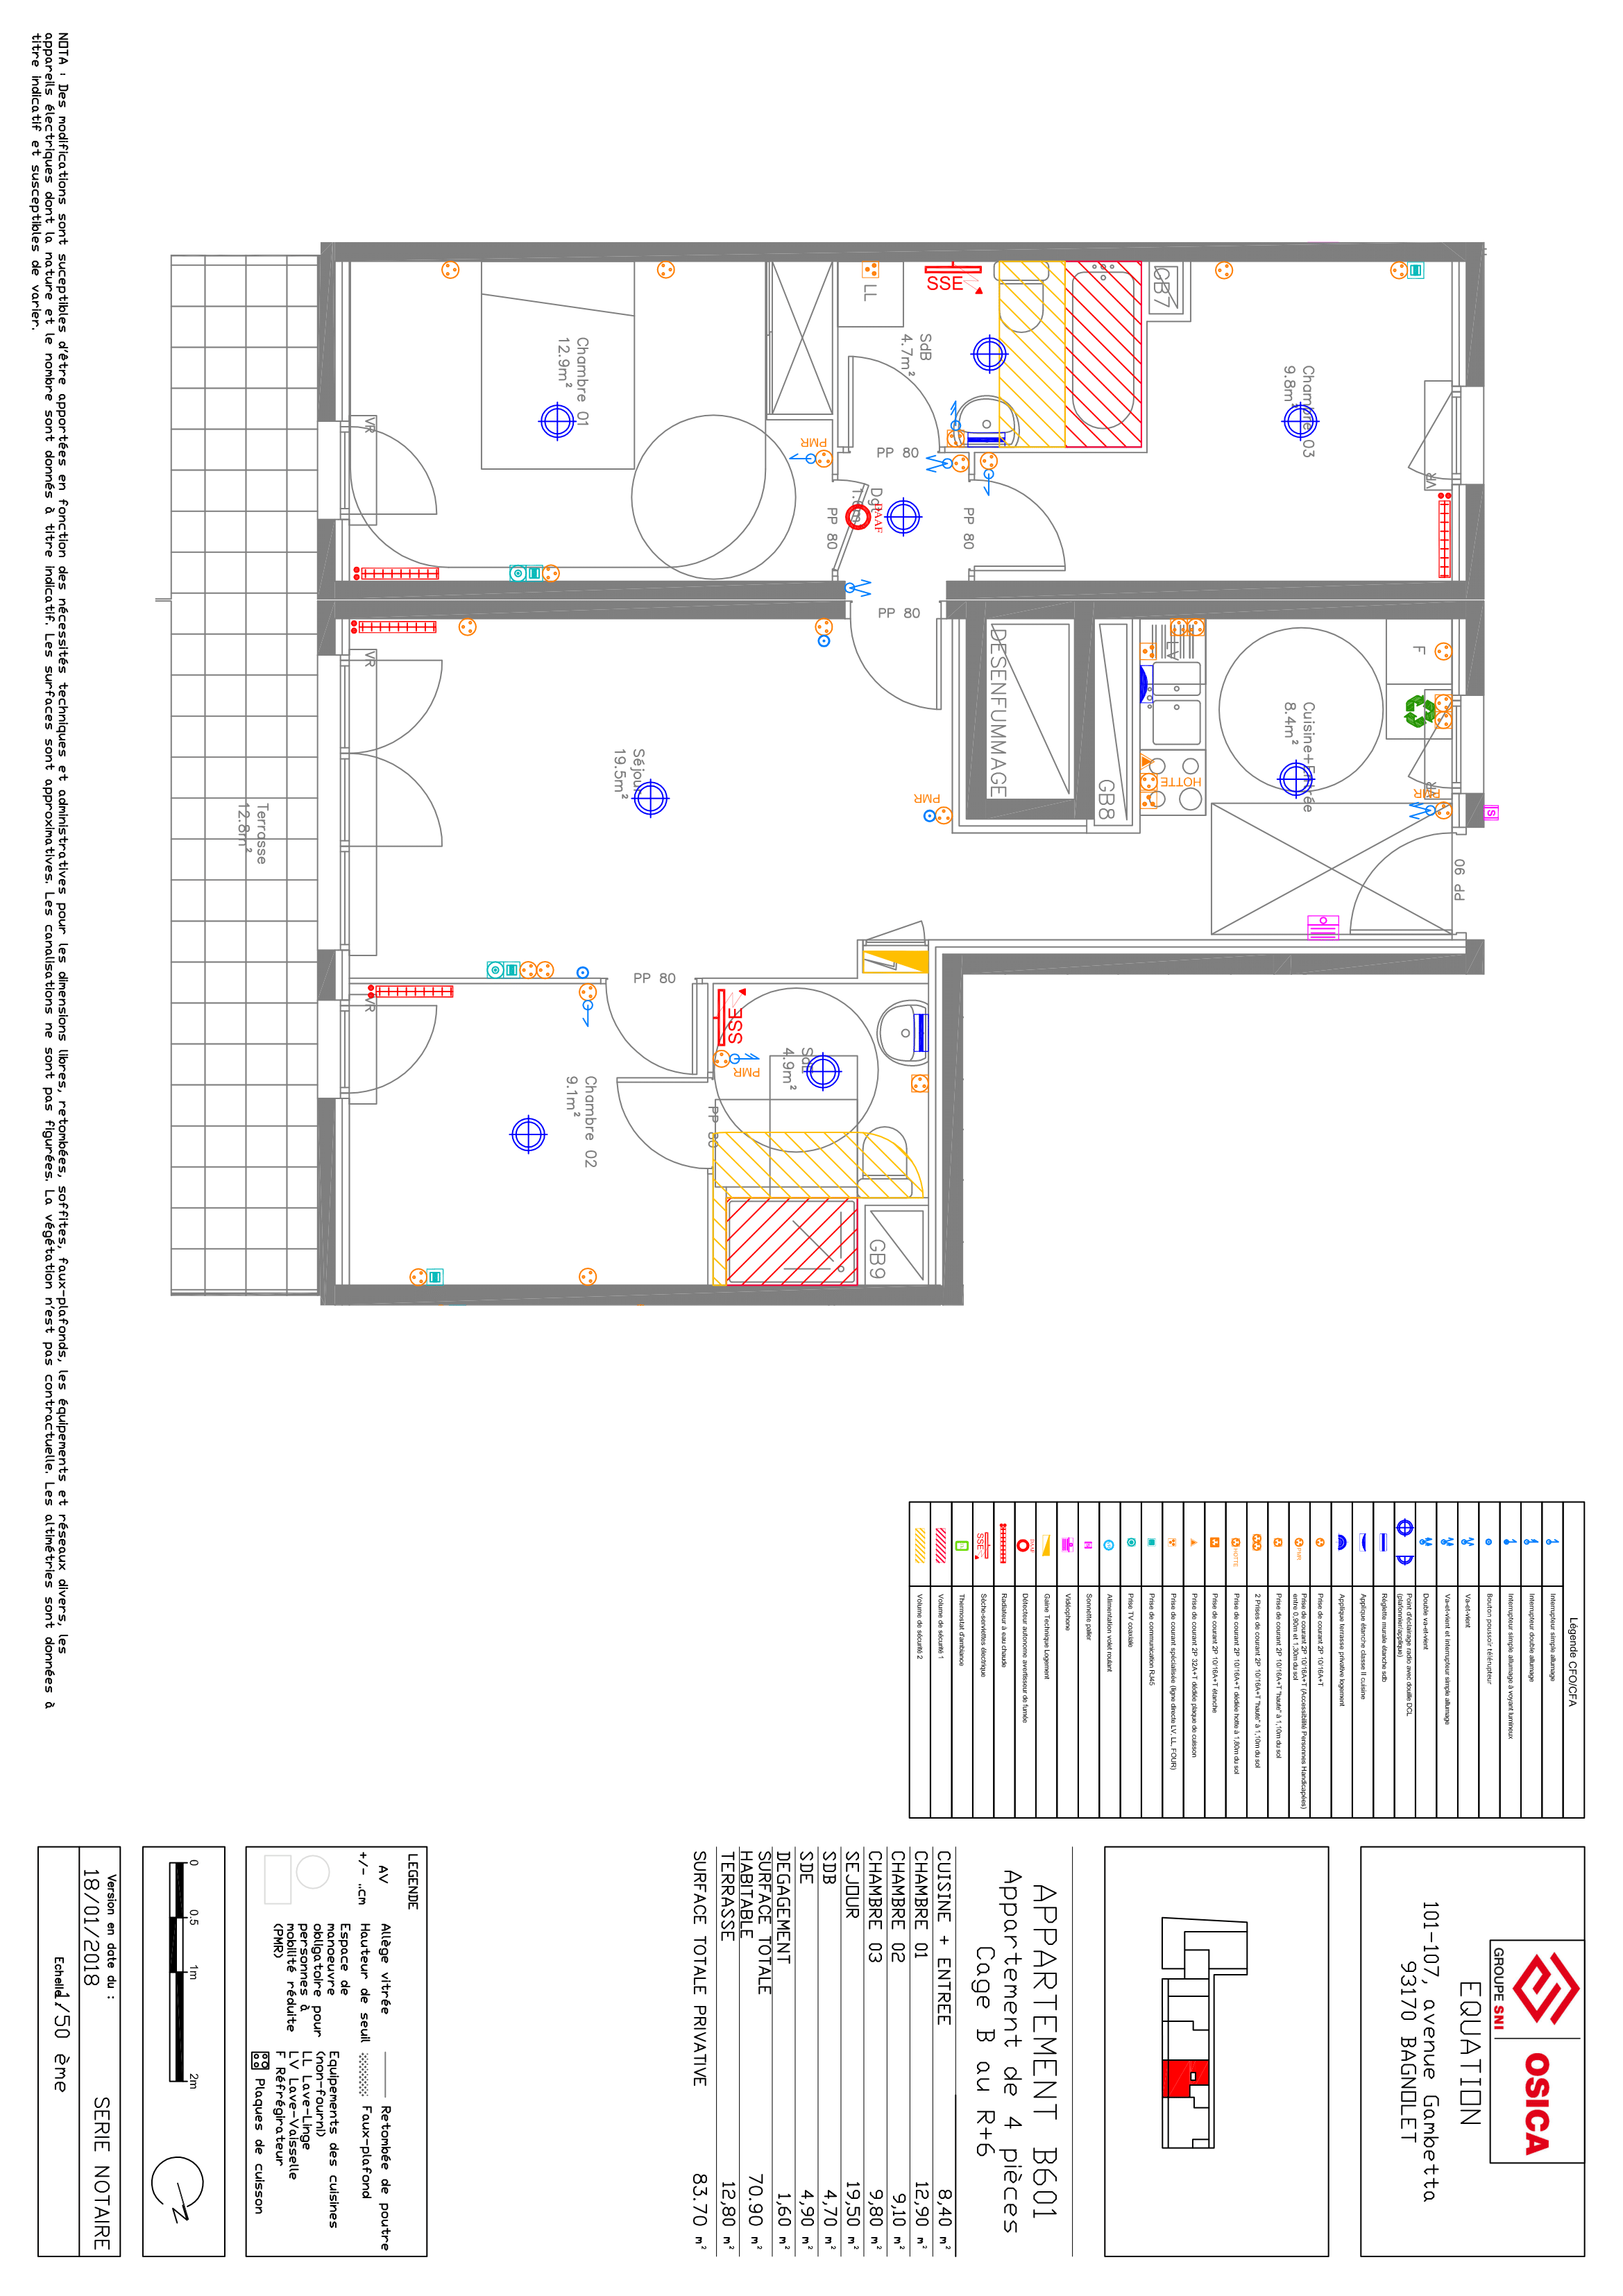 GROUPE SNI
OSICA
EQUATION
101-107, avenue Gambetta
93170 BAGNOLET
APPARTEMENT B601
Appartement de 4 pièces
Cage B au R+6
CUISINE + ENTREE 8,40 m²
CHAMBRE 01 12,90 m²
CHAMBRE 02 9,10 m²
CHAMBRE 03 9,80 m²
SEJOUR 19,50 m²
SDB 4,70 m²
SDE 4,90 m²
DEGAGEMENT 1,60 m²
SURFACE TOTALE
HABITABLE 70.90 m²
TERRASSE 12,80 m²
SURFACE TOTALE PRIVATIVE 83.70 m²
LEGENDE
AV Allège vitrée
+/- ..cm Hauteur de seuil
Espace de
manoeuvre
obligatoire pour
personnes à
mobilité réduite
(PMR)
Retombée de poutre
Faux-plafond
Equipements des cuisines
(non-fourni)
LL Lave-Linge
LV Lave-Vaisselle
F Réfrigérateur
Plaques de cuisson
0 0.5 1m 2m
N
Version en date du :
18/01/2018
SERIE NOTAIRE
Echelle 1/50 ème
Légende CFO/CFA
Interrupteur simple allumage
Interrupteur double allumage
Interrupteur simple allumage à voyant lumineux
Bouton poussoir télérupteur
Va-et-vient
Va-et-vient et interrupteur simple allumage
Double va-et-vient
Point d'éclairage radio avec douille DCL
(plafonnier/applique)
Réglette murale étanche sdb
Applique étanche classe II cuisine
Applique terrasse privative logement
Prise de courant 2P 10/16A+T
PMR
Prise de courant 2P 10/16A+T (Accessibilité Personnes Handicapées)
entre 0,90m et 1,30m du sol
Prise de courant 2P 10/16A+T "haute" à 1,10m du sol
2 Prises de courant 2P 10/16A+T "haute" à 1,10m du sol
HOTTE
Prise de courant 2P 10/16A+T dédiée hotte à 1,80m du sol
Prise de courant 2P 10/16A+T étanche
Prise de courant 2P 32A+T dédiée plaque de cuisson
Prise de courant spécialisée (ligne directe LV, LL, FOUR)
Prise de communication RJ45
Prise TV coaxiale
Alimentation volet roulant
Sonnette palier
Vidéophone
Gaine Technique Logement
DAAF
Détecteur autonome avertisseur de fumée
Radiateur à eau chaude
SSE
Sèche-serviettes électrique
Thermostat d'ambiance
Volume de sécurité 1
Volume de sécurité 2
Chambre 03
9.8m²
VR
GB7
SdB
4.7m²
SSE
LL
PP 80
PP 80
PP 80
PP 80
DAAF
Chambre 01
12.9m²
PMR
VR
Cuisine+Entrée
8.4m²
F
PMR
S
PP 90
LV
HOTTE
GB8
DESENFUMMAGE
PMR
Séjour
19.5m²
VR
PP 80
SSE
PMR
SdE
4.9m²
GB9
PP 80
Chambre 02
9.1m²
VR
Terrasse
12.8m²
NOTA : Des modifications sont susceptibles d'être apportées en fonction des nécessités techniques et administratives pour les dimensions libres, retombées, soffites, faux-plafonds, les équipements et réseaux divers, les
appareils électriques dont la nature et le nombre sont donnés à titre indicatif. Les surfaces sont approximatives. Les canalisations ne sont pas figurées. La végétation n'est pas contractuelle. Les altimétries sont données à
titre indicatif et susceptibles de varier.